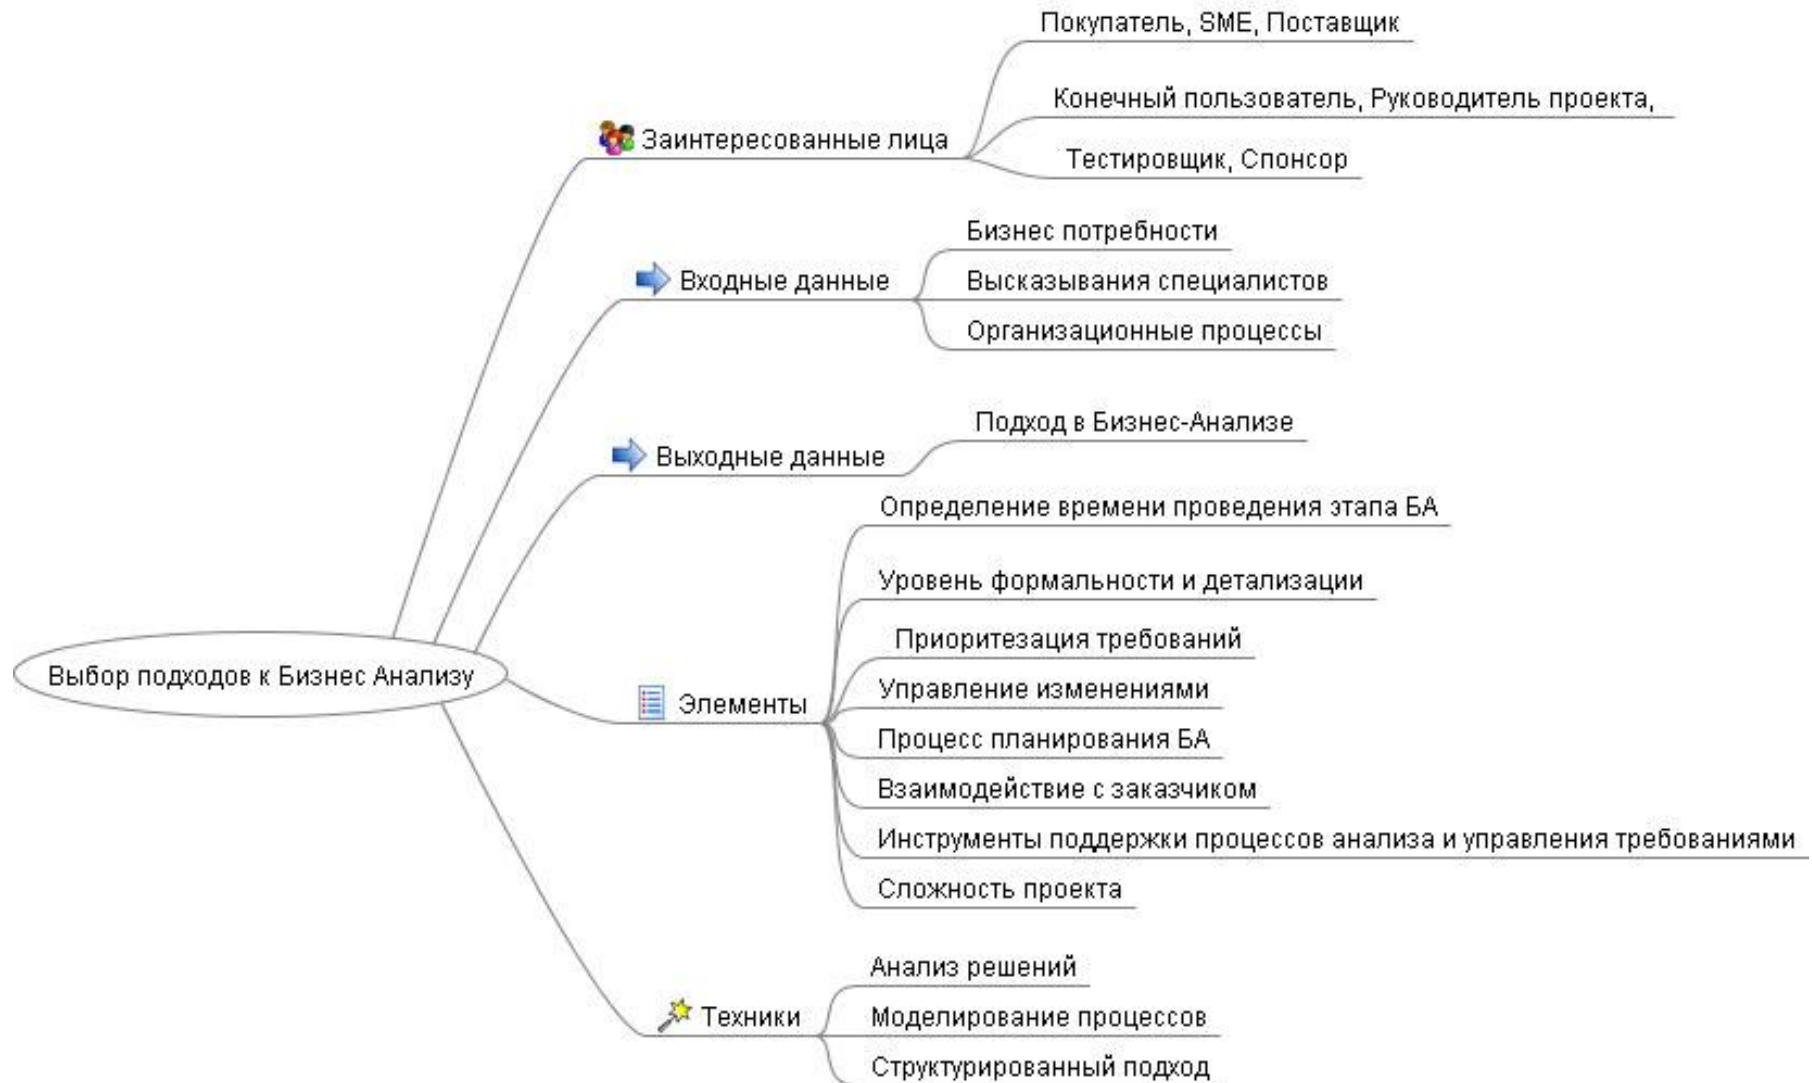 Выбор подходов к Бизнес Анализу
Заинтересованные лица
Покупатель, SME, Поставщик
Конечный пользователь, Руководитель проекта,
Тестировщик, Спонсор
Входные данные
Бизнес потребности
Высказывания специалистов
Организационные процессы
Выходные данные
Подход в Бизнес-Анализе
Элементы
Определение времени проведения этапа БА
Уровень формальности и детализации
Приоритезация требований
Управление изменениями
Процесс планирования БА
Взаимодействие с заказчиком
Инструменты поддержки процессов анализа и управления требованиями
Сложность проекта
Техники
Анализ решений
Моделирование процессов
Структурированный подход